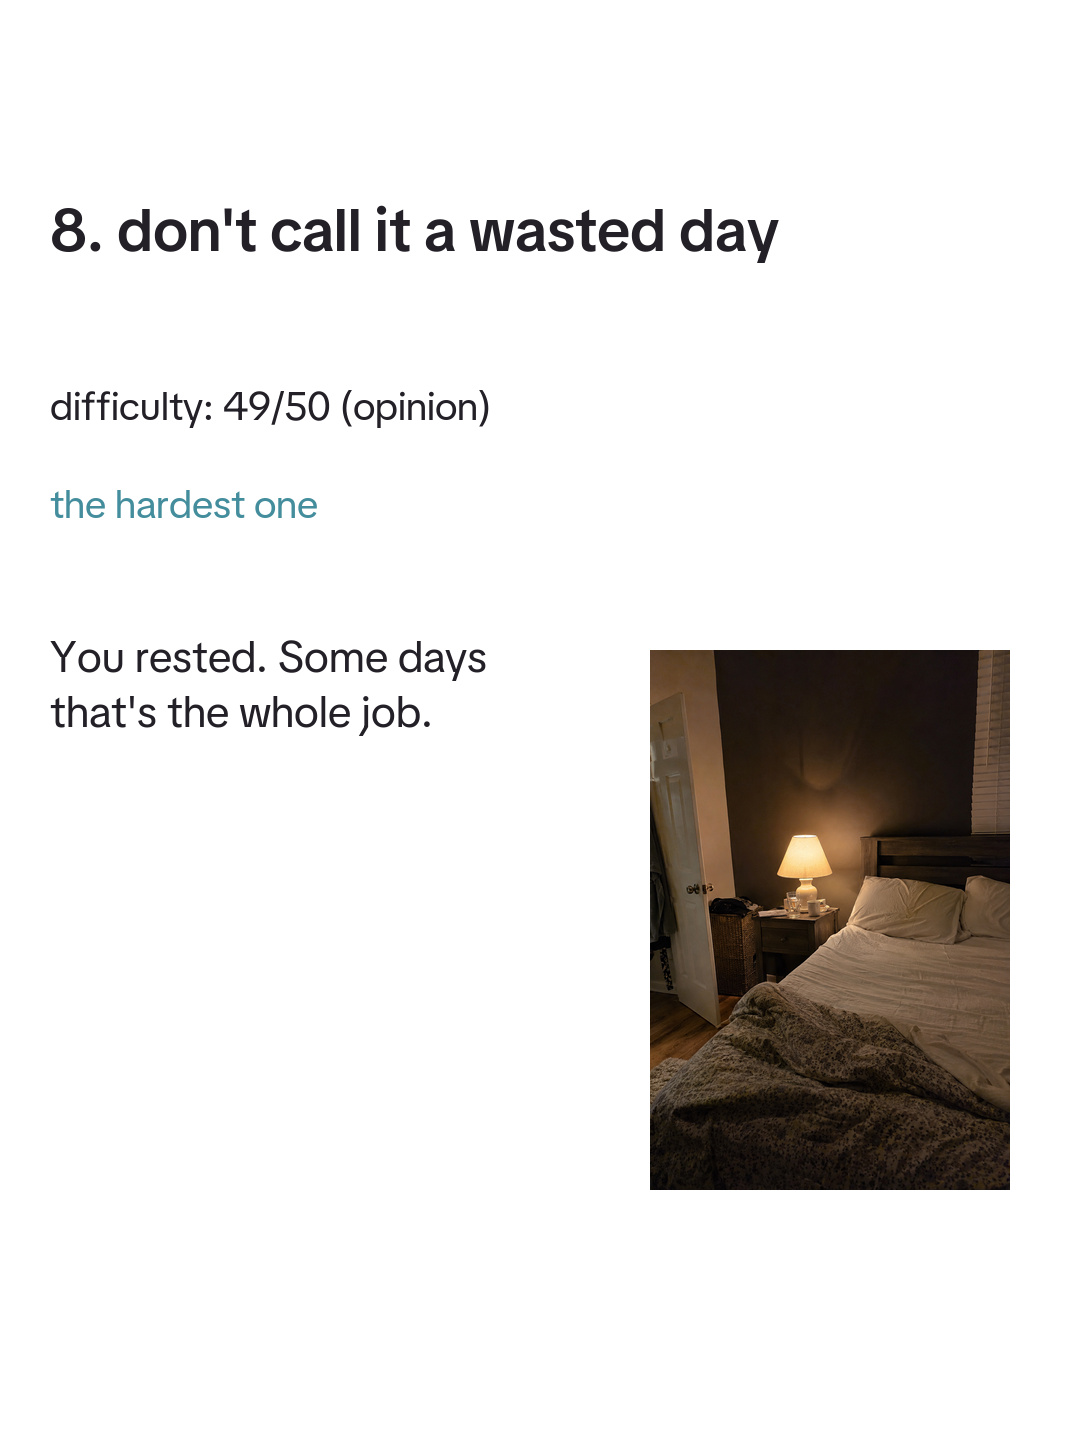 8. don't call it a wasted day
difficulty: 49/50 (opinion)
the hardest one
You rested. Some days
that's the whole job.